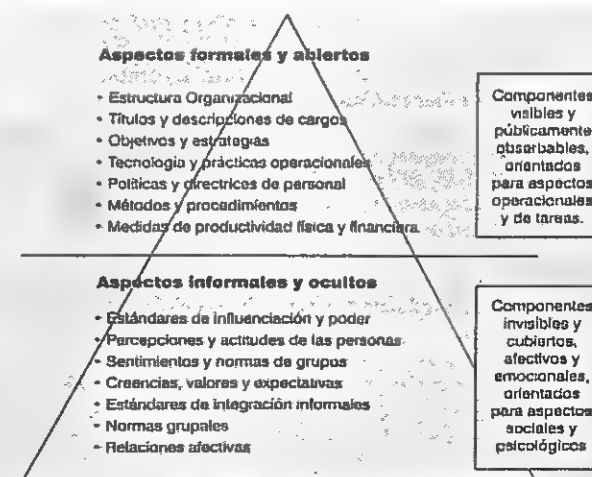 Aspectos formales y abiertos
• Estructura Organizacional
• Títulos y descripciones de cargos
• Objetivos y estrategias
• Tecnología y prácticas operacionales
• Políticas y directrices de personal
• Métodos y procedimientos
• Medidas de productividad física y financiera
Componentes
visibles y
públicamente
observables,
orientados
para aspectos
operacionales
y de tareas.
Aspectos informales y ocultos
• Estándares de influenciación y poder
• Percepciones y actitudes de las personas
• Sentimientos y normas de grupos
• Creencias, valores y expectativas
• Estándares de integración informales
• Normas grupales
• Relaciones afectivas
Componentes
invisibles y
cubiertos,
afectivos y
emocionales,
orientados
para aspectos
sociales y
psicológicos